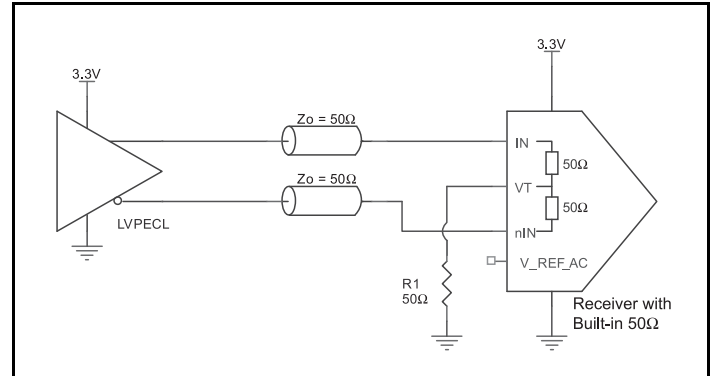 3.3V
3.3V
Zo = 50Ω
IN
50Ω
Zo = 50Ω
VT
50Ω
nIN
LVPECL
V_REF_AC
R1
50Ω
Receiver with
Built-in 50Ω